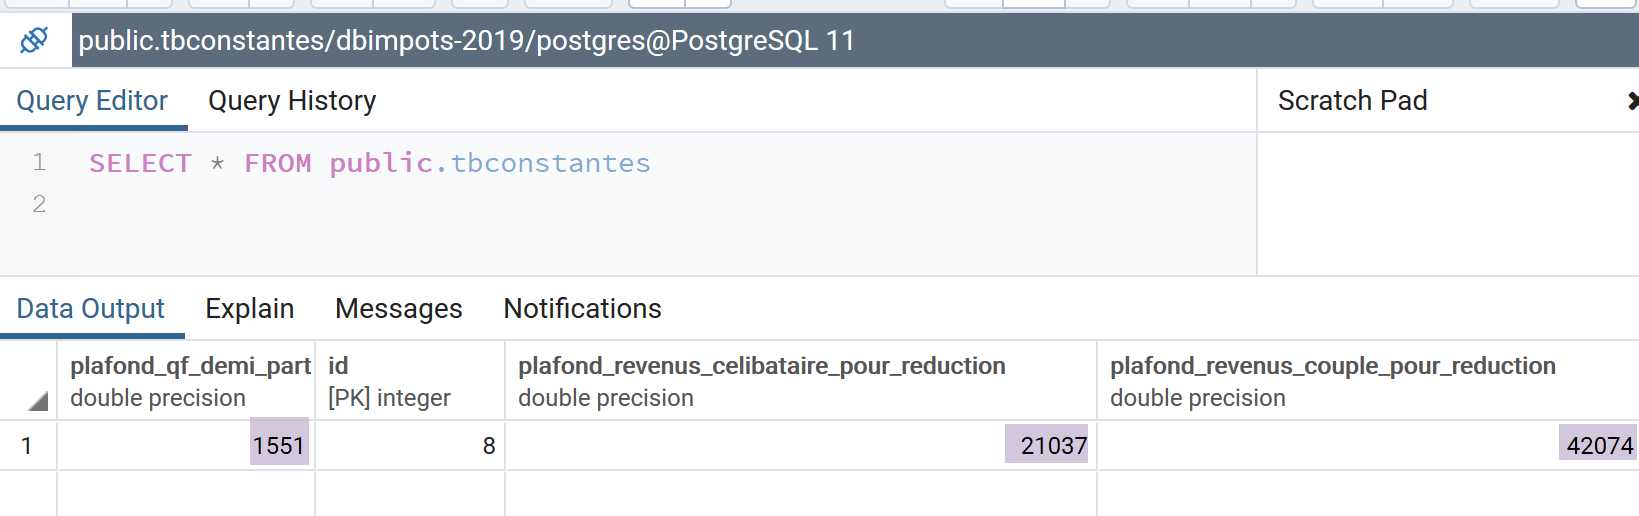 public.tbconstantes/dbimpots-2019/postgres@PostgreSQL 11
Query Editor Query History Scratch Pad
1 SELECT * FROM public.tbconstantes
2
Data Output Explain Messages Notifications
plafond_qf_demi_part id plafond_revenus_celibataire_pour_reduction plafond_revenus_couple_pour_reduction
double precision [PK] integer double precision double precision
1 1551 8 21037 42074